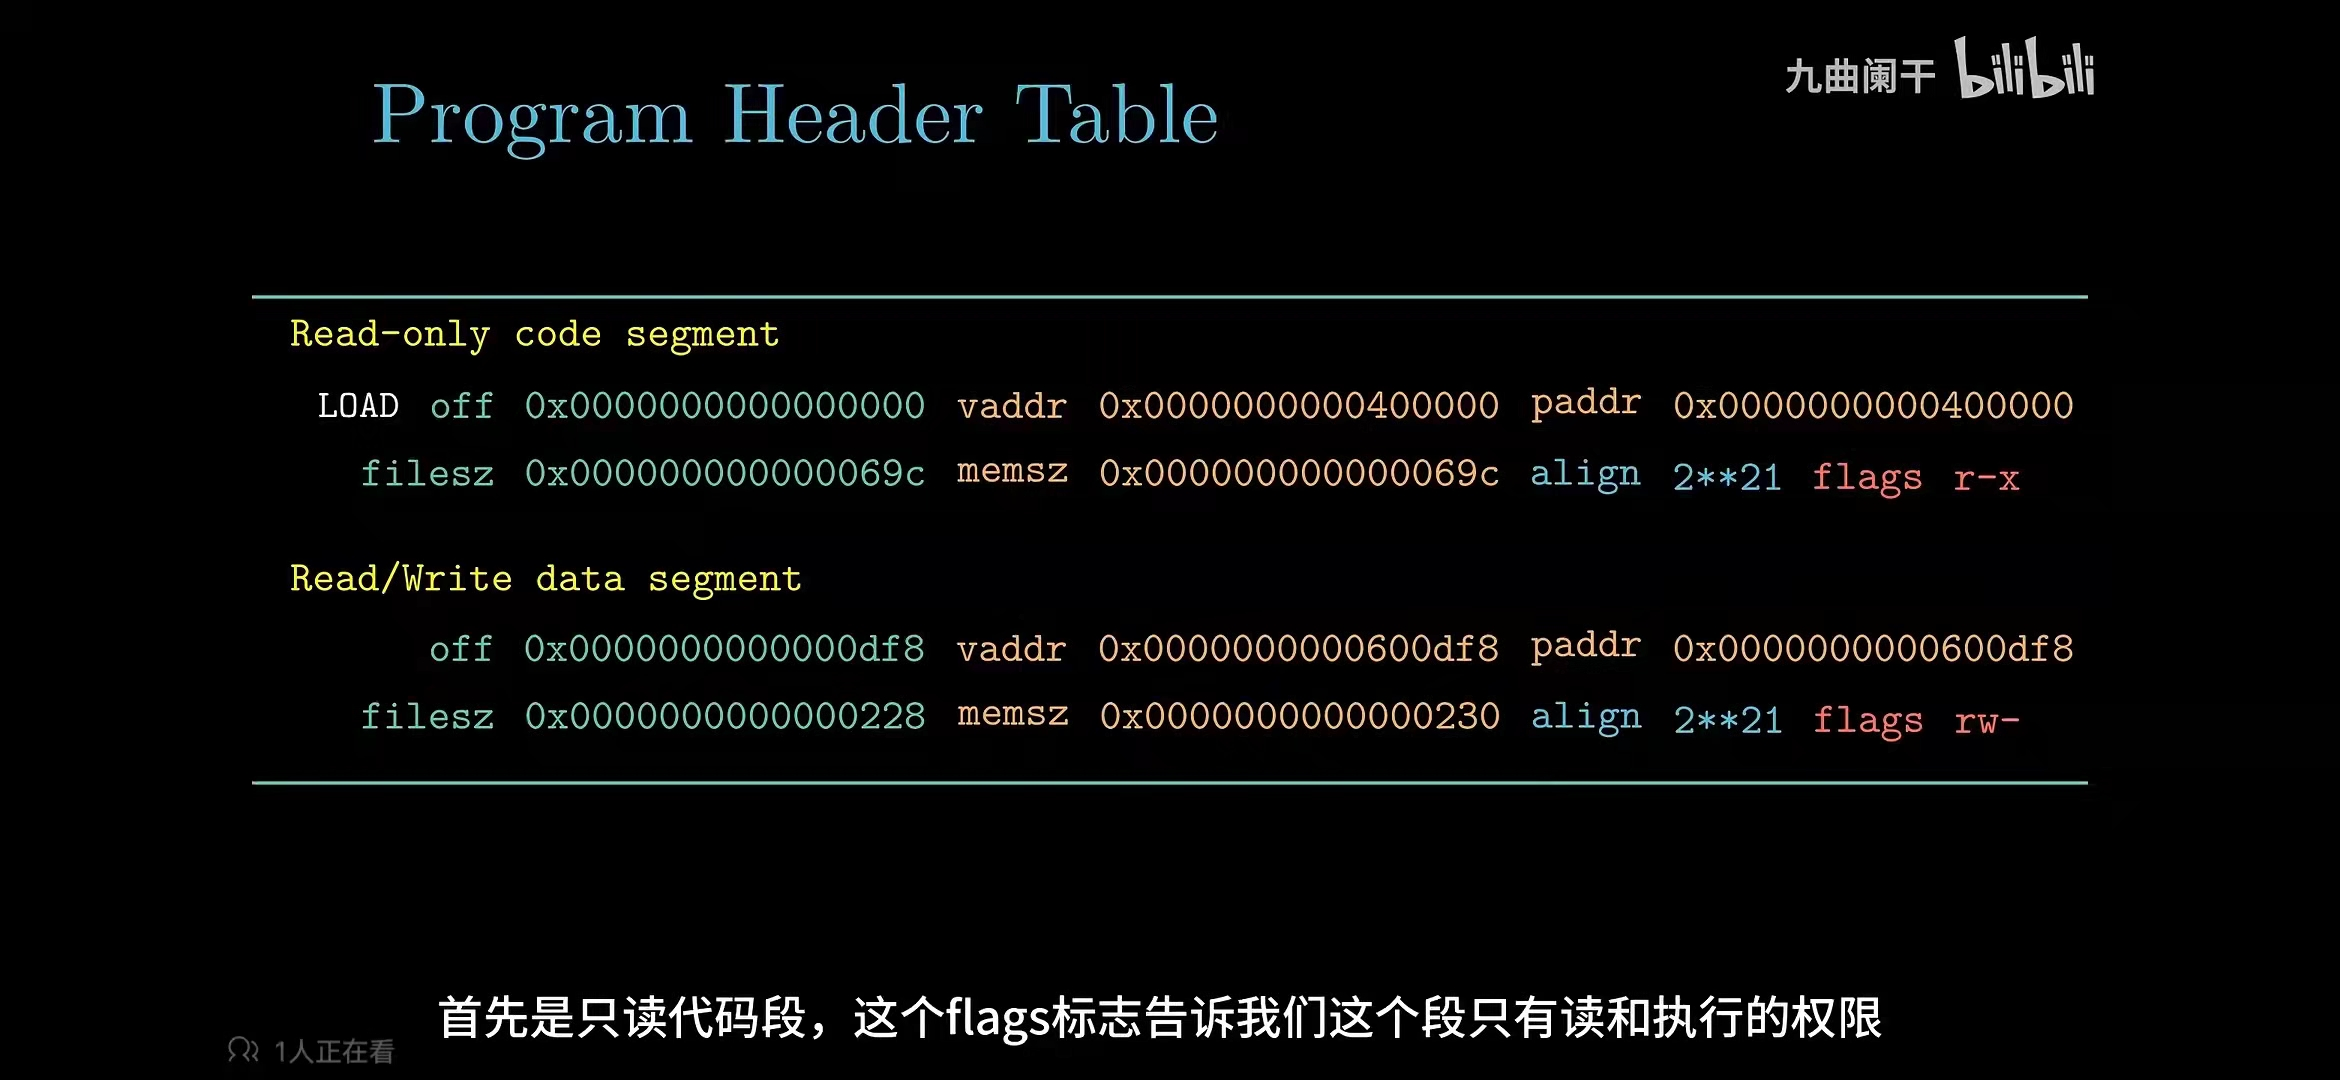 九曲阑干 bilibili
Program Header Table
Read-only code segment
LOAD off 0x0000000000000000 vaddr 0x0000000000400000 paddr 0x0000000000400000
filesz 0x000000000000069c memsz 0x000000000000069c align 2**21 flags r-x
Read/Write data segment
off 0x0000000000000df8 vaddr 0x0000000000600df8 paddr 0x0000000000600df8
filesz 0x0000000000000228 memsz 0x0000000000000230 align 2**21 flags rw-
首先是只读代码段，这个flags标志告诉我们这个段只有读和执行的权限
1人正在看